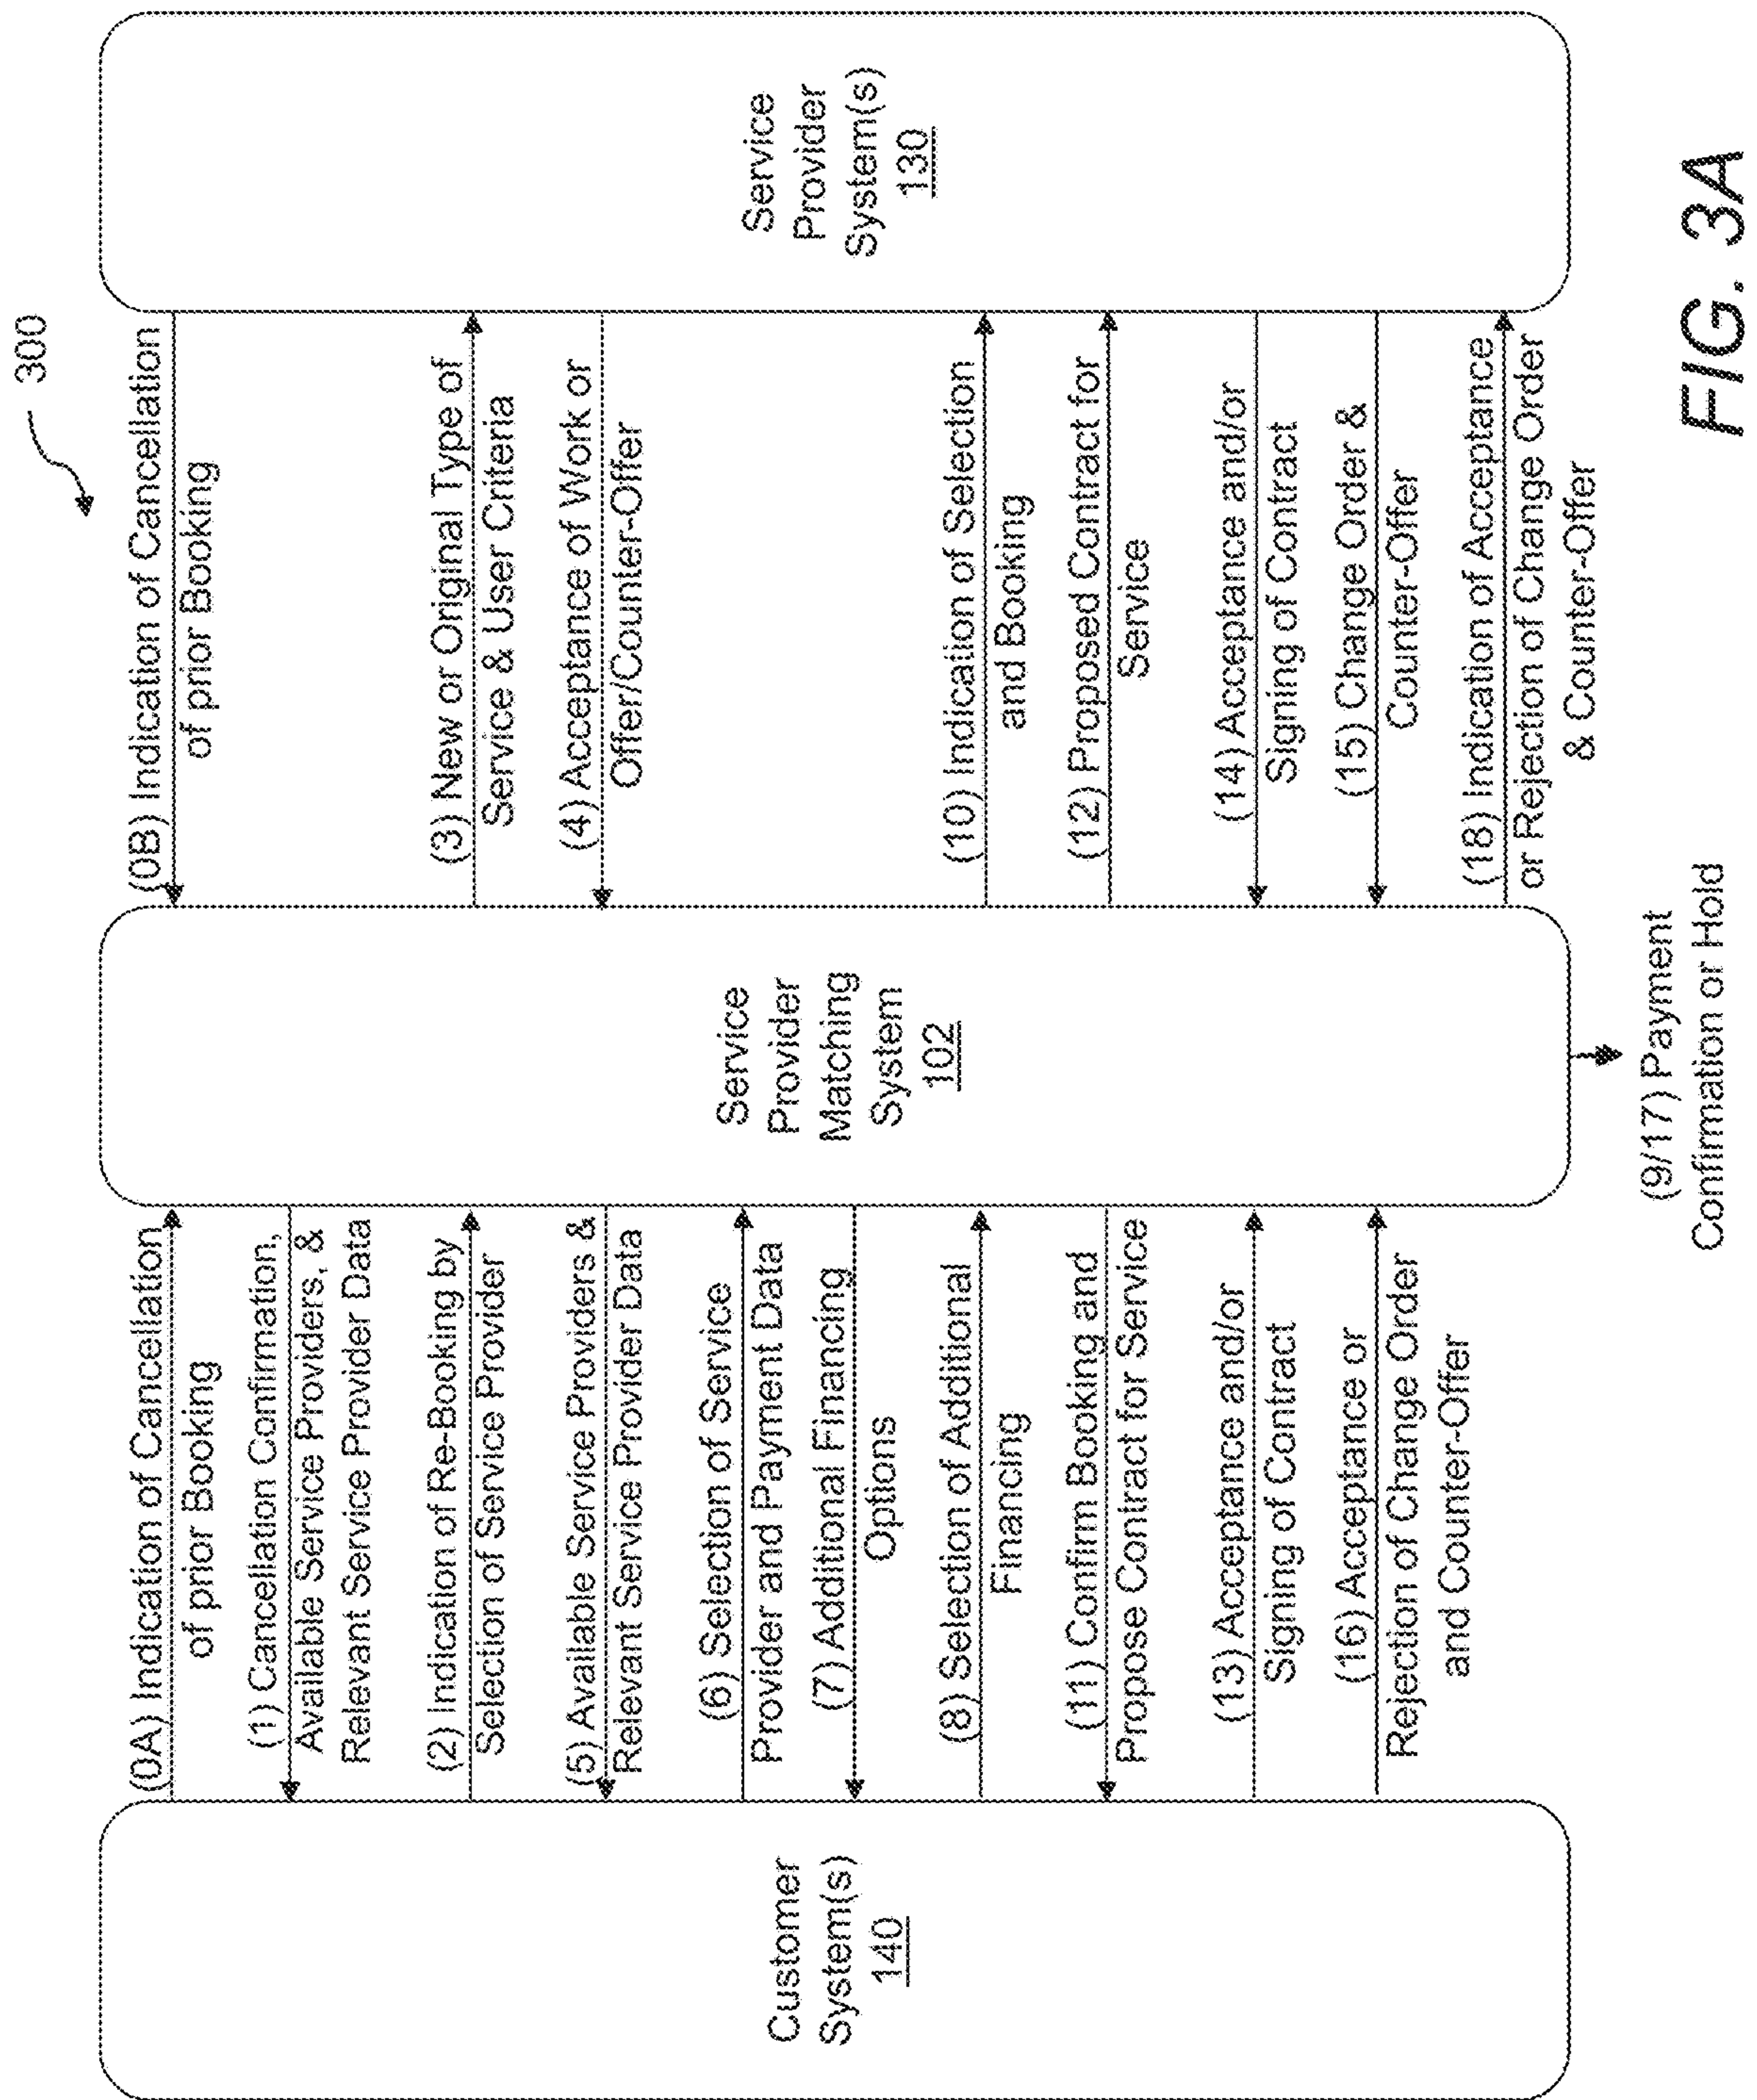 300
Customer
System(s)
140
(0A) Indication of Cancellation
of prior Booking
(1) Cancellation Confirmation,
Available Service Providers, &
Relevant Service Provider Data
(2) Indication of Re-Booking by
Selection of Service Provider
(5) Available Service Providers &
Relevant Service Provider Data
(6) Selection of Service
Provider and Payment Data
(7) Additional Financing
Options
(8) Selection of Additional
Financing
(11) Confirm Booking and
Propose Contract for Service
(13) Acceptance and/or
Signing of Contract
(16) Acceptance or
Rejection of Change Order
and Counter-Offer
Service
Provider
Matching
System
102
(9/17) Payment
Confirmation or Hold
(0B) Indication of Cancellation
of prior Booking
(3) New or Original Type of
Service & User Criteria
(4) Acceptance of Work or
Offer/Counter-Offer
(10) Indication of Selection
and Booking
(12) Proposed Contract for
Service
(14) Acceptance and/or
Signing of Contract
(15) Change Order &
Counter-Offer
(18) Indication of Acceptance
or Rejection of Change Order
& Counter-Offer
Service
Provider
System(s)
130
FIG. 3A